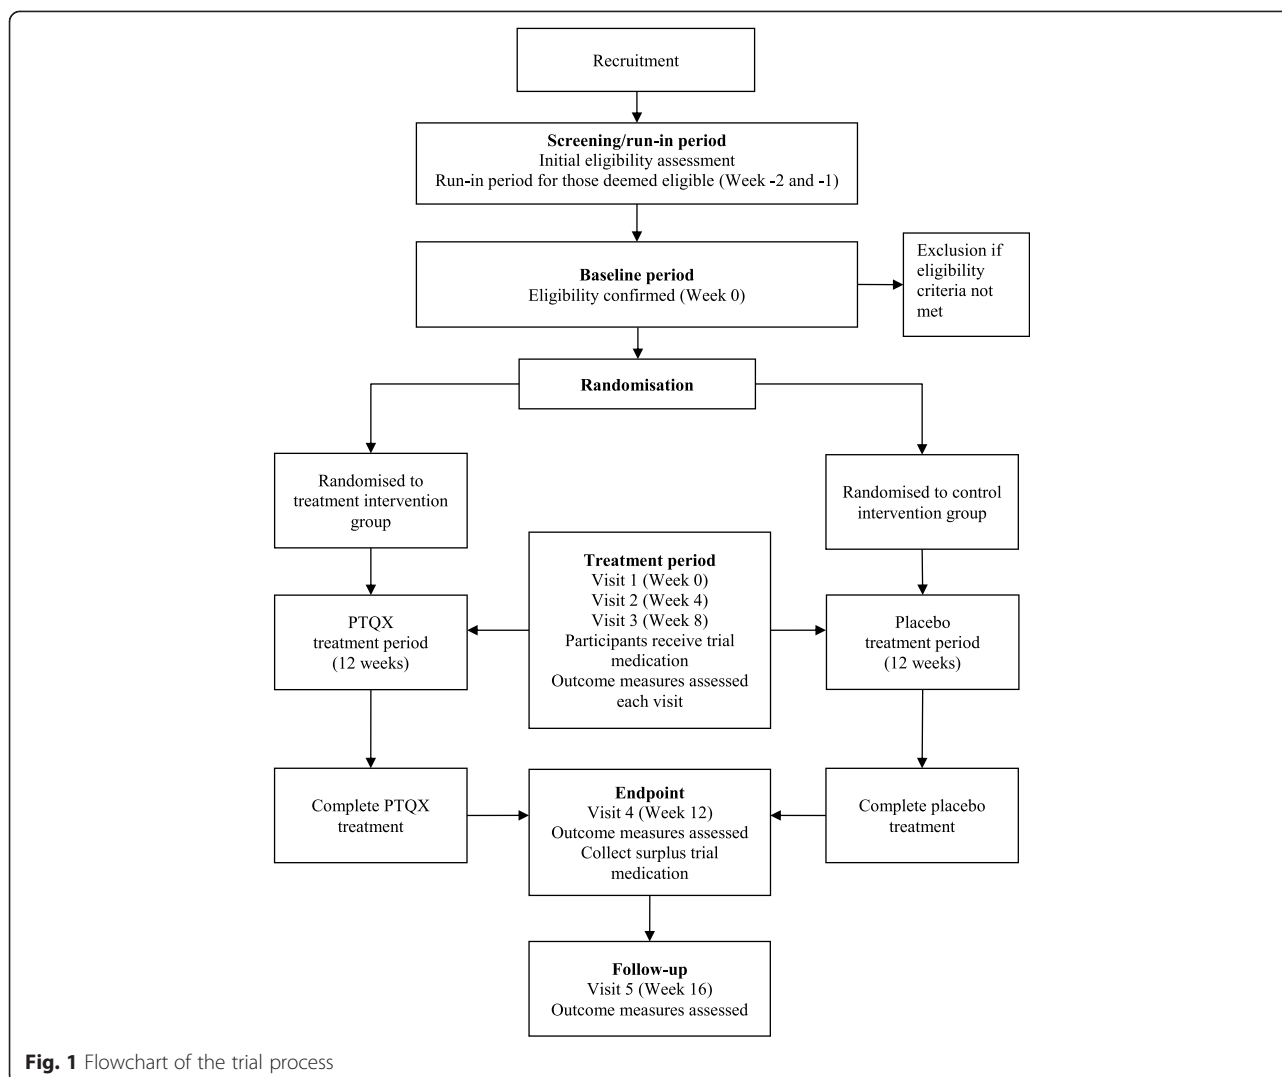 Recruitment
Screening/run-in period
Initial eligibility assessment
Run-in period for those deemed eligible (Week -2 and -1)
Baseline period
Eligibility confirmed (Week 0)
Exclusion if
eligibility
criteria not
met
Randomisation
Randomised to
treatment intervention
group
Randomised to control
intervention group
Treatment period
Visit 1 (Week 0)
Visit 2 (Week 4)
Visit 3 (Week 8)
Participants receive trial
medication
Outcome measures assessed
each visit
PTQX
treatment period
(12 weeks)
Placebo
treatment period
(12 weeks)
Complete PTQX
treatment
Endpoint
Visit 4 (Week 12)
Outcome measures assessed
Collect surplus trial
medication
Complete placebo
treatment
Follow-up
Visit 5 (Week 16)
Outcome measures assessed
Fig. 1 Flowchart of the trial process